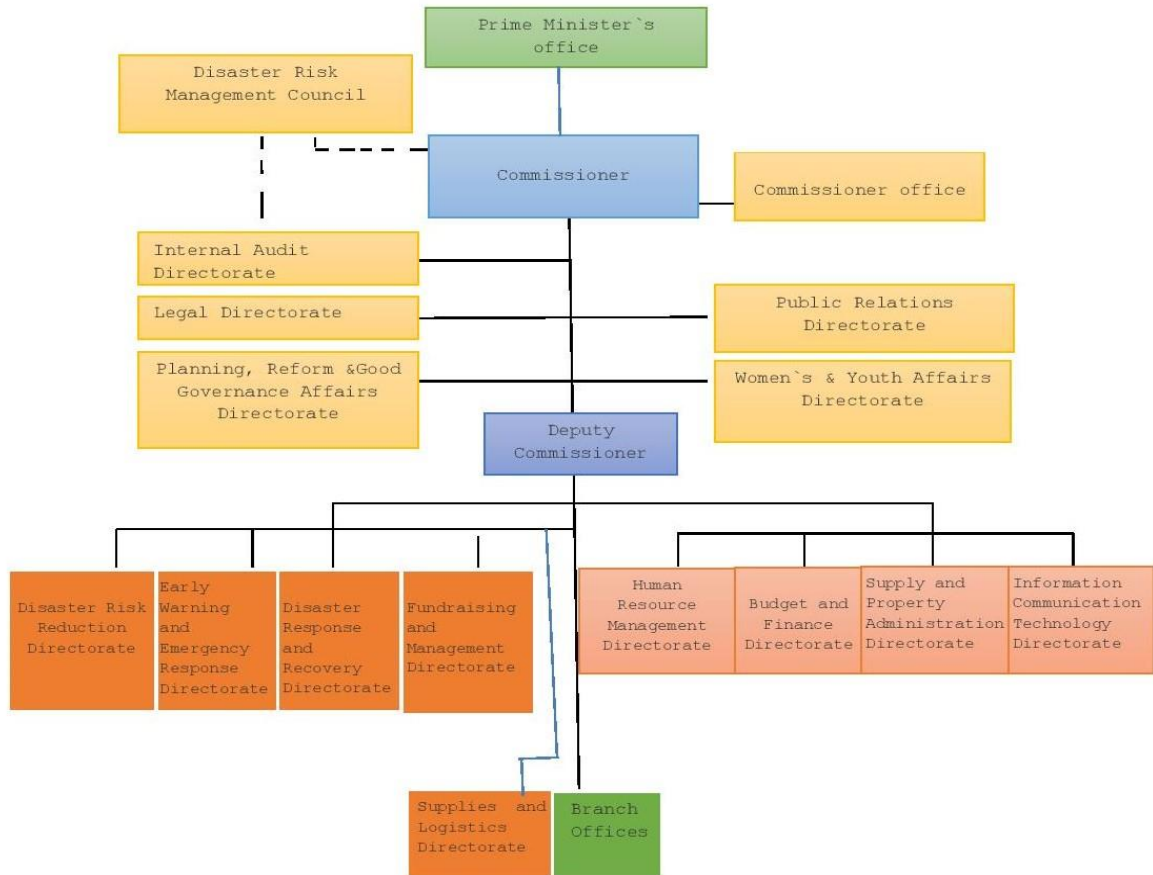 Prime Minister`s
office
Disaster Risk
Management Council
Commissioner
Commissioner office
Internal Audit
Directorate
Legal Directorate
Public Relations
Directorate
Planning, Reform &Good
Governance Affairs
Directorate
Women`s & Youth Affairs
Directorate
Deputy
Commissioner
Disaster Risk
Reduction
Directorate
Early
Warning
and
Emergency
Response
Directorate
Disaster
Response
and
Recovery
Directorate
Fundraising
and
Management
Directorate
Human
Resource
Management
Directorate
Budget and
Finance
Directorate
Supply and
Property
Administration
Directorate
Information
Communication
Technology
Directorate
Supplies and
Logistics
Directorate
Branch
Offices